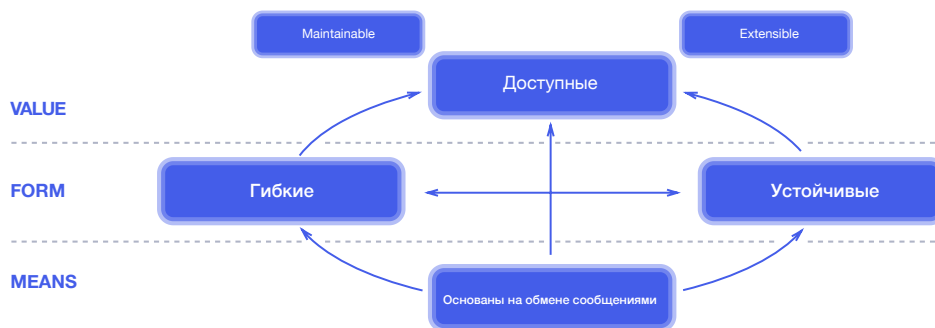 Maintainable
Extensible
Доступные
VALUE
FORM
Гибкие
Устойчивые
MEANS
Основаны на обмене сообщениями